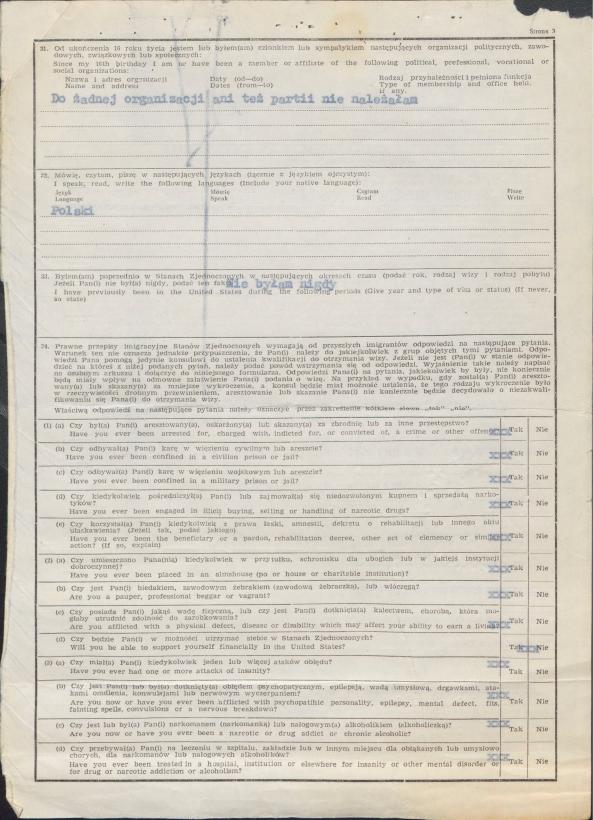 Strona 3
31. Od ukończenia 16 roku życia jestem lub byłem(am) członkiem lub sympatykiem następujących organizacji politycznych, zawo-
dowych, związkowych lub społecznych:
Since my 16th birthday I am or have been a member or affiliate of the following political, professional, vocational or
social organizations:
Nazwa i adres organizacji Daty (od—do) Rodzaj przynależności i pełniona funkcja
Name and address Dates (from—to) Type of membership and office held,
if any.
Do żadnej organizacji ani też partii nie należałam
32. Mówię, czytam, piszę w następujących językach (łącznie z językiem ojczystym):
I speak, read, write the following languages (Include your native language):
Język Mówię Czytam Piszę
Language Speak Read Write
Polski
33. Byłem(am) poprzednio w Stanach Zjednoczonych w następujących okresach czasu (podać rok, rodzaj wizy i rodzaj pobytu)
Jeżeli Pan(i) nie był(a) nigdy, podać ten fakt Nie byłam nigdy
I have previously been in the United States during the following periods (Give year and type of visa or status) (If never,
so state)
34. Prawne przepisy imigracyjne Stanów Zjednoczonych wymagają od przyszłych imigrantów odpowiedzi na następujące pytania.
Warunek ten nie oznacza jednakże przypuszczenia, że Pan(i) należy do jakiejkolwiek z grup objętych tymi pytaniami. Odpo-
wiedzi Pana pomogą jedynie konsulowi do ustalenia kwalifikacji do otrzymania wizy. Jeżeli nie jest (Pan(i) w stanie odpowie-
dzieć na którekolwiek z niżej podanych pytań, należy podać powód wstrzymania się od odpowiedzi. Wyjaśnienie takie należy napisać
na osobnym arkuszu i dołączyć do niniejszego formularza. Odpowiedzi Pana(i) na pytania, jakiekolwiek by były, nie koniecznie
będą miały wpływ na odmowne załatwienie Pana(i) podania o wizę. Na przykład w wypadku, gdy został(a) Pan(i) areszto-
wany(a) lub skazany(a) za mniejsze wykroczenie, a konsul będzie miał możność ustalenia, że tego rodzaju wykroczenie było
w rzeczywistości drobnym przewinieniem, aresztowanie lub skazanie Pana(i) nie koniecznie będzie decydowało o niezakwali-
fikowaniu się Pana(i) do otrzymania wizy.
Właściwą odpowiedź na następujące pytania należy oznaczyć przez zakreślenie kółkiem słowa „tak" „nie".
(1) (a) Czy był(a) Pan(i) aresztowany(a), oskarżony(a) lub skazany(a) za zbrodnię lub za inne przestępstwo?
Have you ever been arrested for, charged with, indicted for, or convicted of, a crime or other offense xxx Tak Nie
(b) Czy odbywał(a) Pan(i) karę w więzieniu cywilnym lub areszcie?
Have you ever been confined in a civilian prison or jail? xxx Tak Nie
(c) Czy odbywał(a) Pan(i) karę w więzieniu wojskowym lub areszcie?
Have you ever been confined in a military prison or jail? xxx Tak Nie
(d) Czy kiedykolwiek pośredniczył(a) Pan(i) lub zajmował(a) się niedozwolonym kupnem i sprzedażą narko-
tyków?
Have you ever been engaged in illicit buying, selling or handling of narcotic drugs? xxx Tak Nie
(e) Czy korzystał(a) Pan(i) kiedykolwiek z prawa łaski, amnestii, dekretu o rehabilitacji lub innego aktu
ułaskawienia? (Jeżeli tak, podać jakiego)
Have you ever been the beneficiary or a pardon, rehabilitation decree, other act of clemency or similar xxx Tak Nie
action? (If so, explain)
(2) (a) Czy umieszczano Pana(nią) kiedykolwiek w przytułku, schronisku dla ubogich lub w jakiejś instytucji
dobroczynnej?
Have you ever been placed in an almshouse (po or house or charitable institution)? xxx Tak Nie
(b) Czy jest Pan(i) biedakiem, zawodowym żebrakiem (zawodową żebraczką), lub włóczęgą?
Are you a pauper, professional beggar or vagrant? xxx Tak Nie
(c) Czy posiada Pan(i) jakąś wadę fizyczną, lub czy jest Pan(i) dotknięta(a) kalectwem, chorobą, która mo-
głaby utrudnić zdolność do zarobkowania?
Are you afflicted with a physical defect, disease or disability which may affect your ability to earn a living? xxx Tak Nie
(d) Czy będzie Pan(i) w możności utrzymać siebie w Stanach Zjednoczonych?
Will you be able to support yourself financially in the United States? Tak xxx Nie
(3) (a) Czy miał(a) Pan(i) kiedykolwiek jeden lub więcej ataków obłędu? xxx
Have you ever had one or more attacks of insanity? Tak Nie
(b) Czy jest Pan(i) lub był(a) dotknięty(a) obłędem psychopatycznym, epilepsją, wadą umysłową, drgawkami, ata-
kami omdlenia, konwulsjami lub nerwowym wyczerpaniem? xxx
Are you now or have you ever been afflicted with psychopathic personality, epilepsy, mental defect, fits, Tak Nie
fainting spells, convulsions or a nervous breakdown?
(c) Czy jest lub był(a) Pan(i) narkomanem (narkomanką) lub nałogowym(a) alkoholikiem (alkoholiczką)? xxx
Are you now or have you ever been a narcotic or drug addict or chronic alcoholic? Tak Nie
(d) Czy przebywał(a) Pan(i) na leczeniu w szpitalu, zakładzie lub w innym miejscu dla obłąkanych lub umysłowo
chorych, dla narkomanów lub nałogowych alkoholików? xxx
Have you ever been trested in a hospital, institution or elsewhere for insanity or other mental disorder or Tak Nie
for drug or narcotic addiction or alcoholism?